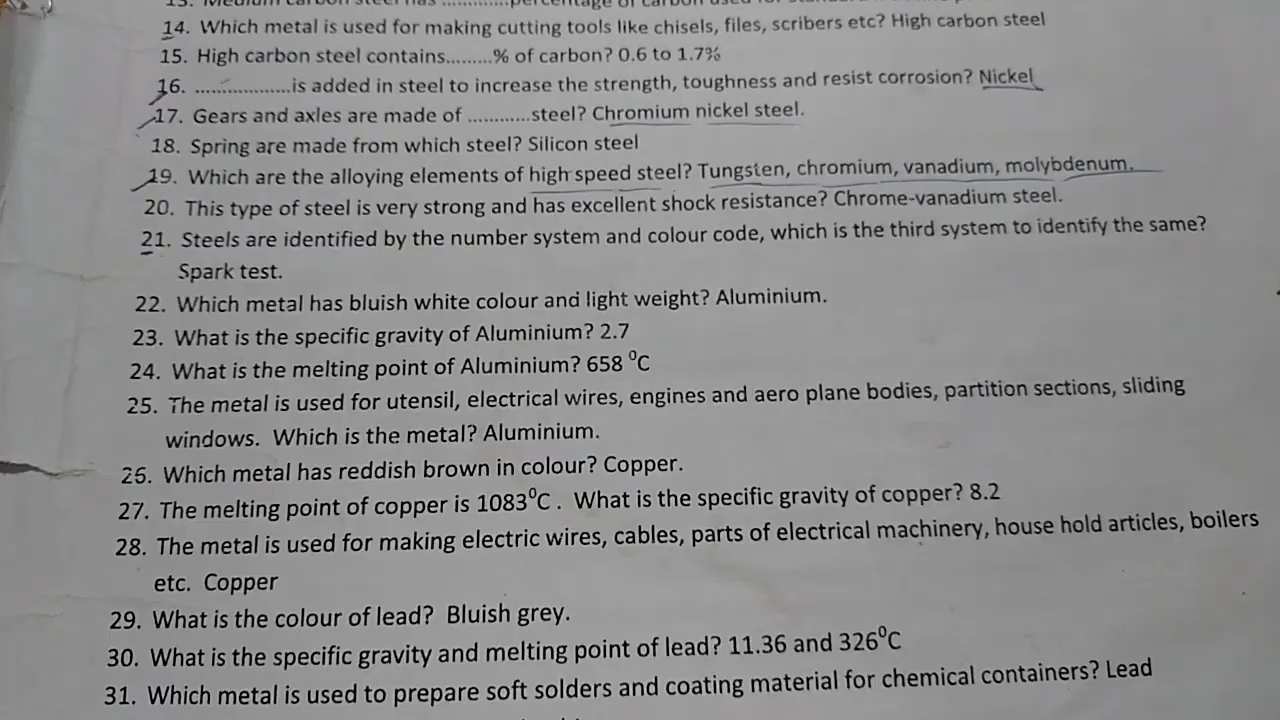 13. Medium carbon steel has ............percentage of carbon used for
14. Which metal is used for making cutting tools like chisels, files, scribers etc? High carbon steel
15. High carbon steel contains.........% of carbon? 0.6 to 1.7%
16. ...................is added in steel to increase the strength, toughness and resist corrosion? Nickel
17. Gears and axles are made of ............steel? Chromium nickel steel.
18. Spring are made from which steel? Silicon steel
19. Which are the alloying elements of high speed steel? Tungsten, chromium, vanadium, molybdenum.
20. This type of steel is very strong and has excellent shock resistance? Chrome-vanadium steel.
21. Steels are identified by the number system and colour code, which is the third system to identify the same?
Spark test.
22. Which metal has bluish white colour and light weight? Aluminium.
23. What is the specific gravity of Aluminium? 2.7
24. What is the melting point of Aluminium? 658 ⁰C
25. The metal is used for utensil, electrical wires, engines and aero plane bodies, partition sections, sliding
windows. Which is the metal? Aluminium.
26. Which metal has reddish brown in colour? Copper.
27. The melting point of copper is 1083⁰C . What is the specific gravity of copper? 8.2
28. The metal is used for making electric wires, cables, parts of electrical machinery, house hold articles, boilers
etc. Copper
29. What is the colour of lead? Bluish grey.
30. What is the specific gravity and melting point of lead? 11.36 and 326⁰C
31. Which metal is used to prepare soft solders and coating material for chemical containers? Lead